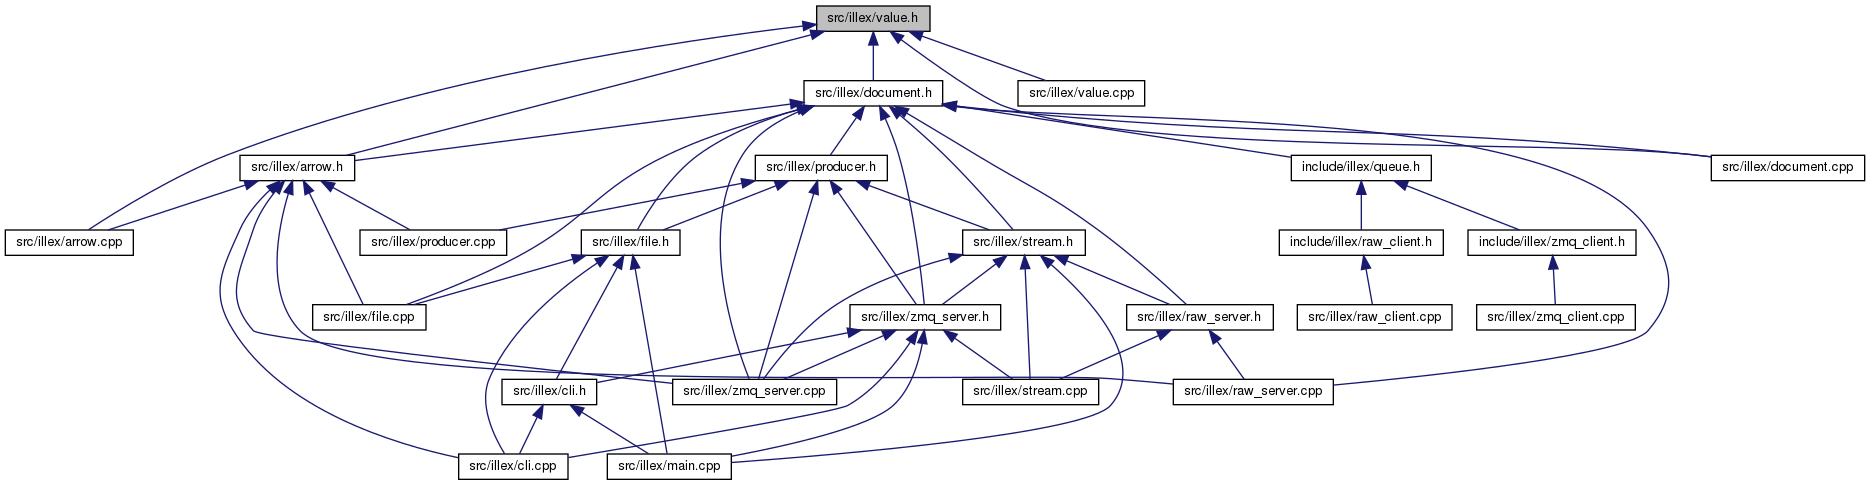 src/illex/value.h
src/illex/document.h
src/illex/value.cpp
src/illex/arrow.h
src/illex/producer.h
include/illex/queue.h
src/illex/document.cpp
src/illex/arrow.cpp
src/illex/producer.cpp
src/illex/file.h
src/illex/stream.h
include/illex/raw_client.h
include/illex/zmq_client.h
src/illex/file.cpp
src/illex/zmq_server.h
src/illex/raw_server.h
src/illex/raw_client.cpp
src/illex/zmq_client.cpp
src/illex/cli.h
src/illex/zmq_server.cpp
src/illex/stream.cpp
src/illex/raw_server.cpp
src/illex/cli.cpp
src/illex/main.cpp